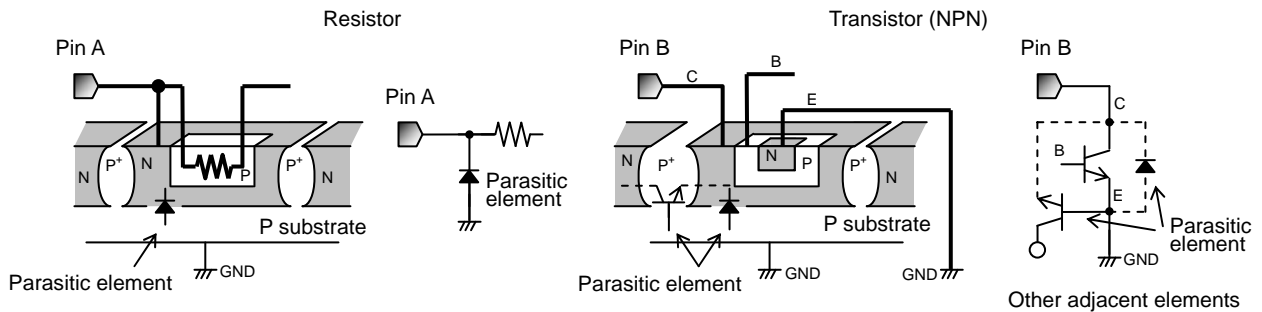 Resistor
Pin A
N
P⁺
N
P
P⁺
N
P substrate
Parasitic element
GND
Pin A
Parasitic
element
Transistor (NPN)
Pin B
C
B
E
N
P⁺
N
N
P
P⁺
N
P substrate
Parasitic element
GND
GND
Pin B
C
B
E
Parasitic
element
GND
Other adjacent elements